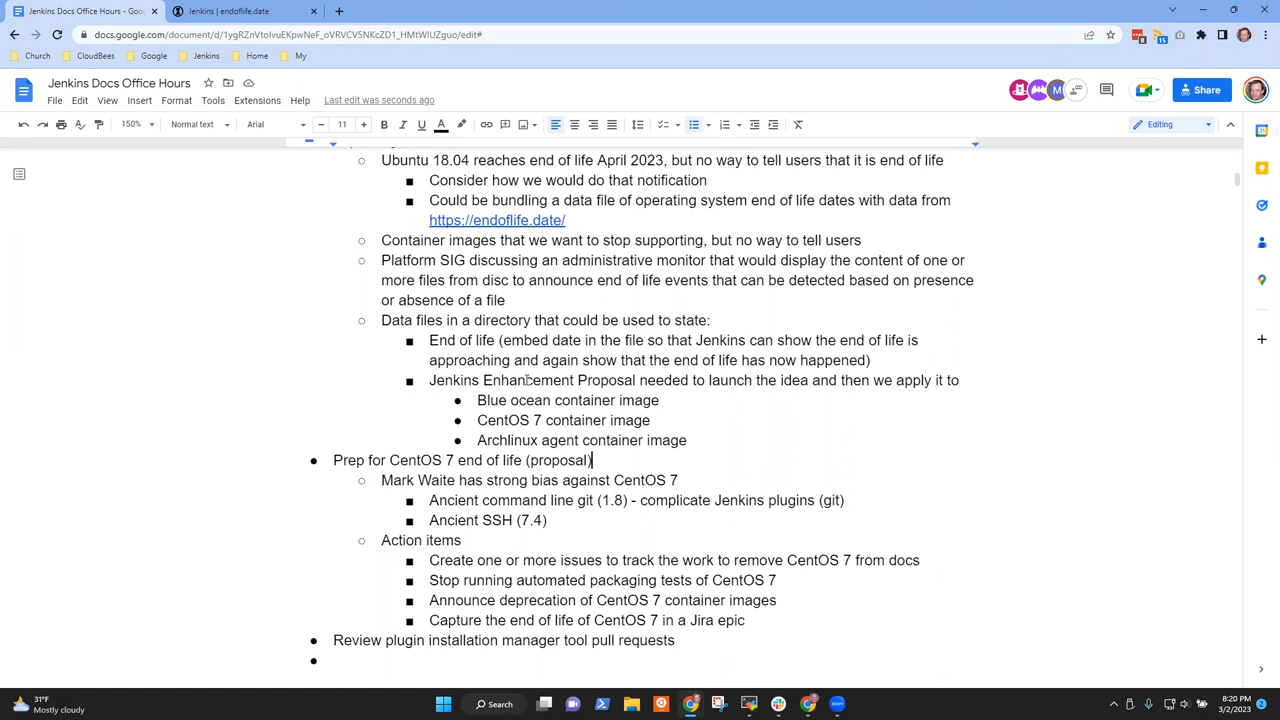 Jenkins Docs Office Hours - Goo
Jenkins | endoflife.date
docs.google.com/document/d/1ygRZnVtoIvuEKpwNeF_oVRVCV5NKcZD1_HMtWIUZguo/edit#
Church
CloudBees
Google
Jenkins
Home
My
Jenkins Docs Office Hours
File Edit View Insert Format Tools Extensions Help Last edit was seconds ago
Share
150% Normal text Arial 11 Editing
Ubuntu 18.04 reaches end of life April 2023, but no way to tell users that it is end of life
Consider how we would do that notification
Could be bundling a data file of operating system end of life dates with data from
https://endoflife.date/
Container images that we want to stop supporting, but no way to tell users
Platform SIG discussing an administrative monitor that would display the content of one or
more files from disc to announce end of life events that can be detected based on presence
or absence of a file
Data files in a directory that could be used to state:
End of life (embed date in the file so that Jenkins can show the end of life is
approaching and again show that the end of life has now happened)
Jenkins Enhancement Proposal needed to launch the idea and then we apply it to
Blue ocean container image
CentOS 7 container image
Archlinux agent container image
Prep for CentOS 7 end of life (proposal)
Mark Waite has strong bias against CentOS 7
Ancient command line git (1.8) - complicate Jenkins plugins (git)
Ancient SSH (7.4)
Action items
Create one or more issues to track the work to remove CentOS 7 from docs
Stop running automated packaging tests of CentOS 7
Announce deprecation of CentOS 7 container images
Capture the end of life of CentOS 7 in a Jira epic
Review plugin installation manager tool pull requests
31°F
Mostly cloudy
Search
8:20 PM
3/2/2023